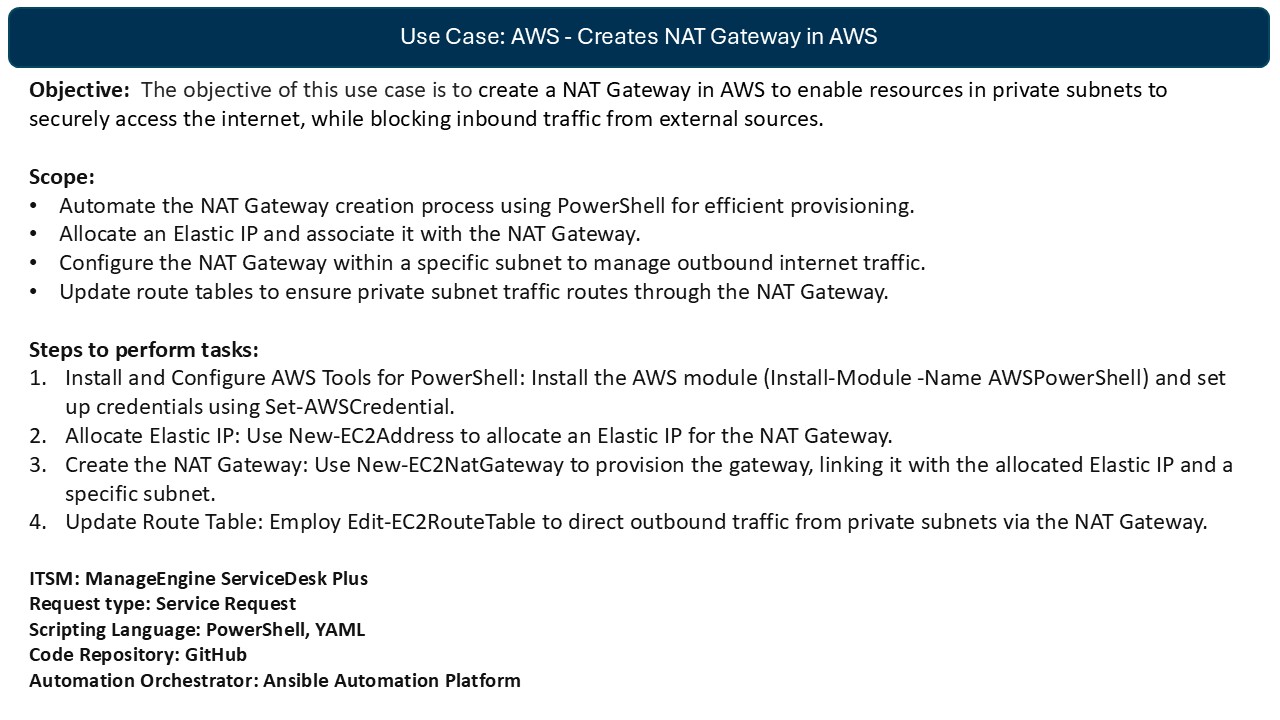 Use Case: AWS - Creates NAT Gateway in AWS
Objective: The objective of this use case is to create a NAT Gateway in AWS to enable resources in private subnets to
securely access the internet, while blocking inbound traffic from external sources.
Scope:
• Automate the NAT Gateway creation process using PowerShell for efficient provisioning.
• Allocate an Elastic IP and associate it with the NAT Gateway.
• Configure the NAT Gateway within a specific subnet to manage outbound internet traffic.
• Update route tables to ensure private subnet traffic routes through the NAT Gateway.
Steps to perform tasks:
1. Install and Configure AWS Tools for PowerShell: Install the AWS module (Install-Module -Name AWSPowerShell) and set
up credentials using Set-AWSCredential.
2. Allocate Elastic IP: Use New-EC2Address to allocate an Elastic IP for the NAT Gateway.
3. Create the NAT Gateway: Use New-EC2NatGateway to provision the gateway, linking it with the allocated Elastic IP and a
specific subnet.
4. Update Route Table: Employ Edit-EC2RouteTable to direct outbound traffic from private subnets via the NAT Gateway.
ITSM: ManageEngine ServiceDesk Plus
Request type: Service Request
Scripting Language: PowerShell, YAML
Code Repository: GitHub
Automation Orchestrator: Ansible Automation Platform